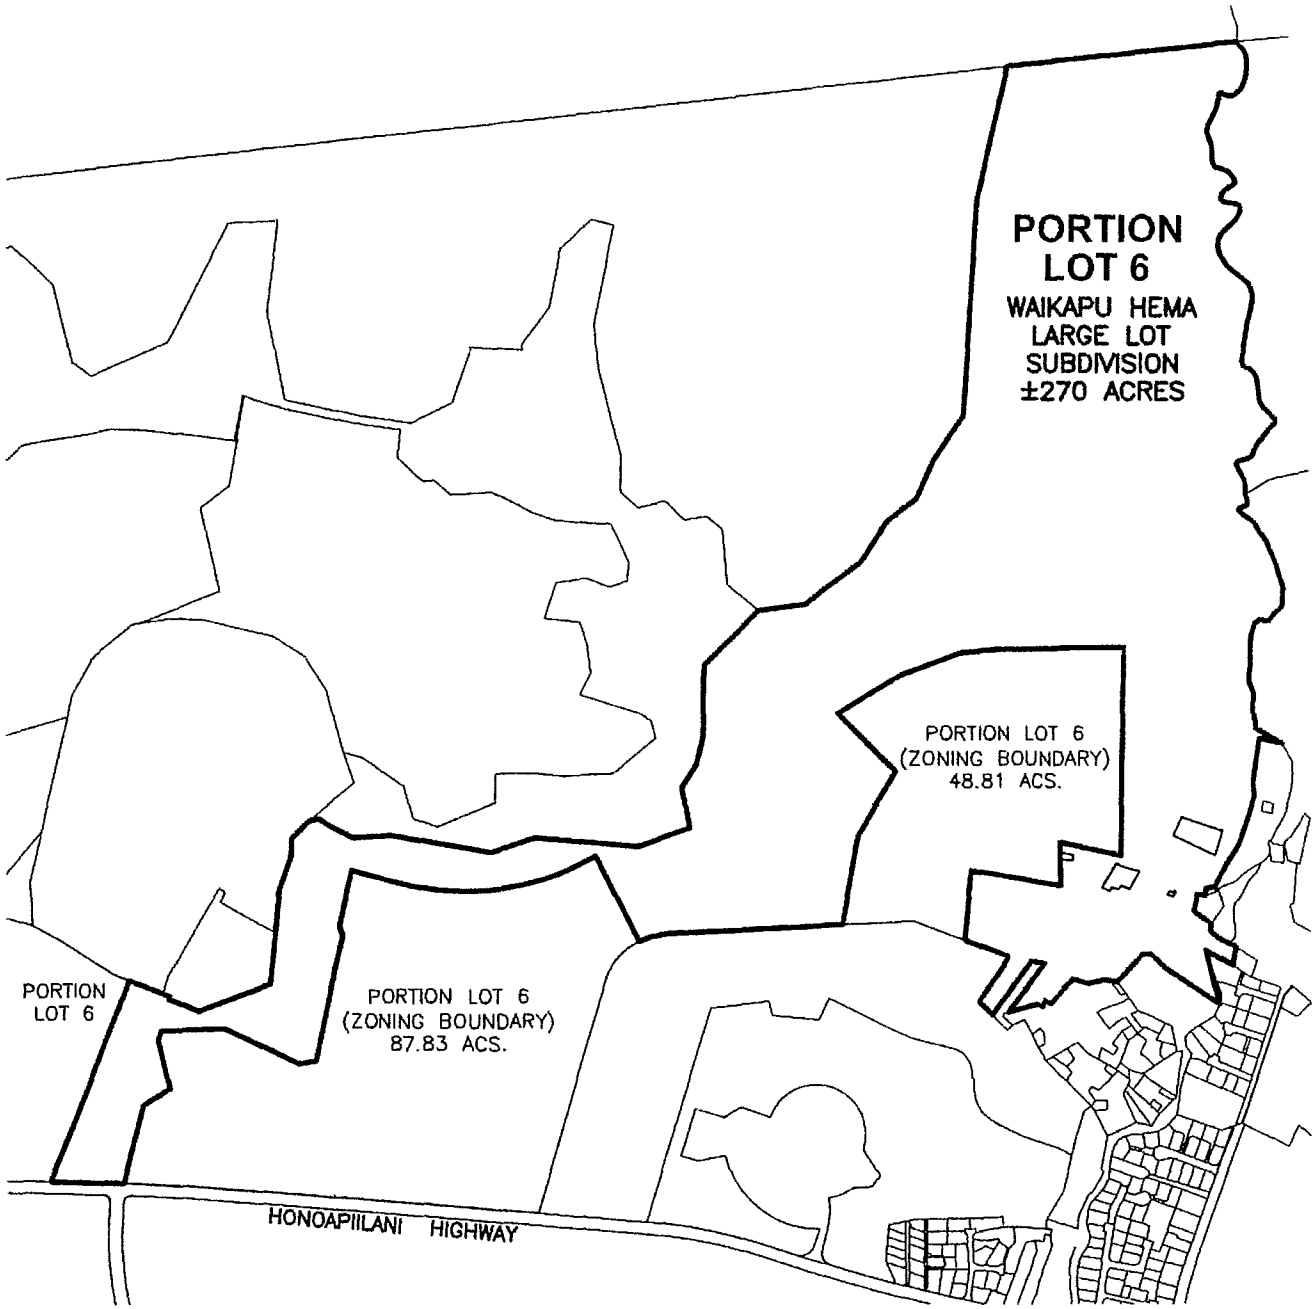 PORTION
LOT 6
WAIKAPU HEMA
LARGE LOT
SUBDIVISION
±270 ACRES
PORTION LOT 6
(ZONING BOUNDARY)
48.81 ACS.
PORTION
LOT 6
PORTION LOT 6
(ZONING BOUNDARY)
87.83 ACS.
HONOAPIILANI HIGHWAY